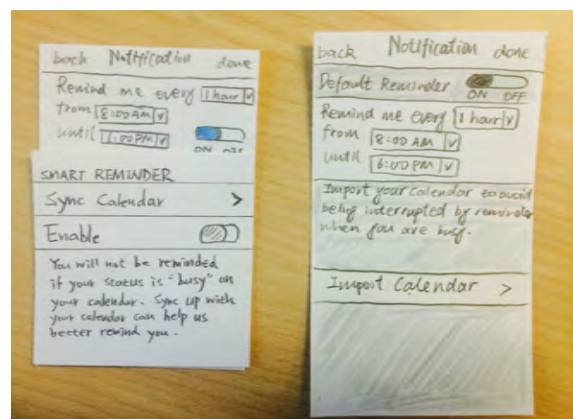 back Notification done
Remind me every 1 hour v
from 8:00 AM v
until 6:00 PM v
ON
SMART REMINDER
Sync Calendar >
Enable
You will not be reminded
if your status is "busy" on
your calendar. Sync up with
your calendar can help us
better remind you.
back Notification done
Default Reminder
ON OFF
Remind me every 1 hour v
from 8:00 AM v
until 6:00 PM v
Import your calendar to avoid
being interrupted by reminder
when you are busy.
Import Calendar >